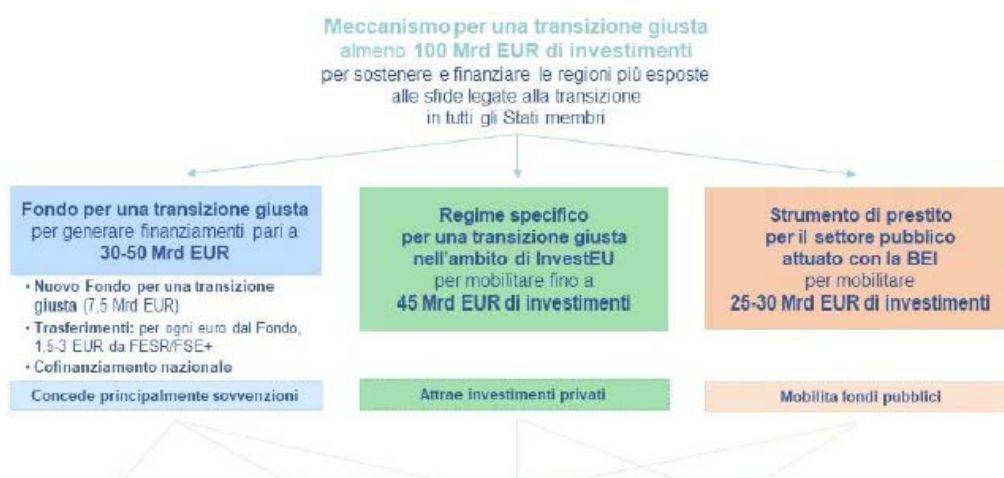 Meccanismo per una transizione giusta
almeno 100 Mrd EUR di investimenti
per sostenere e finanziare le regioni più esposte
alle sfide legate alla transizione
in tutti gli Stati membri
Fondo per una transizione giusta
per generare finanziamenti pari a
30-50 Mrd EUR
• Nuovo Fondo per una transizione
giusta (7,5 Mrd EUR)
• Trasferimenti: per ogni euro dal Fondo,
1,5-3 EUR da FESR/FSE+
• Cofinanziamento nazionale
Concede principalmente sovvenzioni
Regime specifico
per una transizione giusta
nell'ambito di InvestEU
per mobilitare fino a
45 Mrd EUR di investimenti
Attrae investimenti privati
Strumento di prestito
per il settore pubblico
attuato con la BEI
per mobilitare
25-30 Mrd EUR di investimenti
Mobilita fondi pubblici